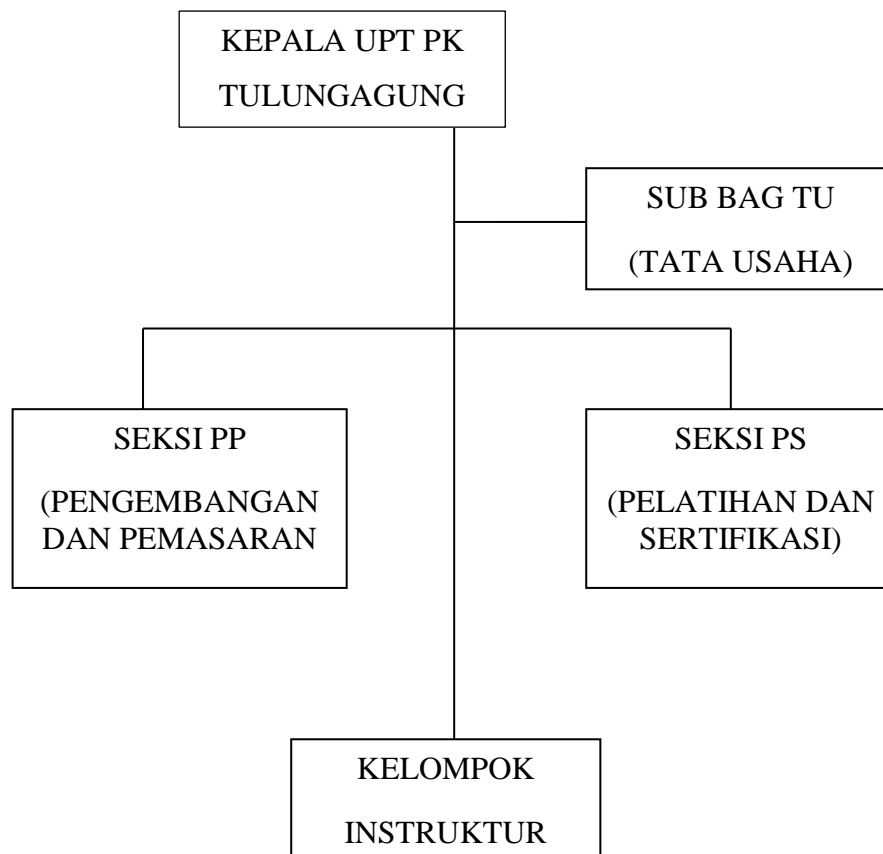 KEPALA UPT PK
TULUNGAGUNG
SUB BAG TU
(TATA USAHA)
SEKSI PP
(PENGEMBANGAN
DAN PEMASARAN
SEKSI PS
(PELATIHAN DAN
SERTIFIKASI)
KELOMPOK
INSTRUKTUR